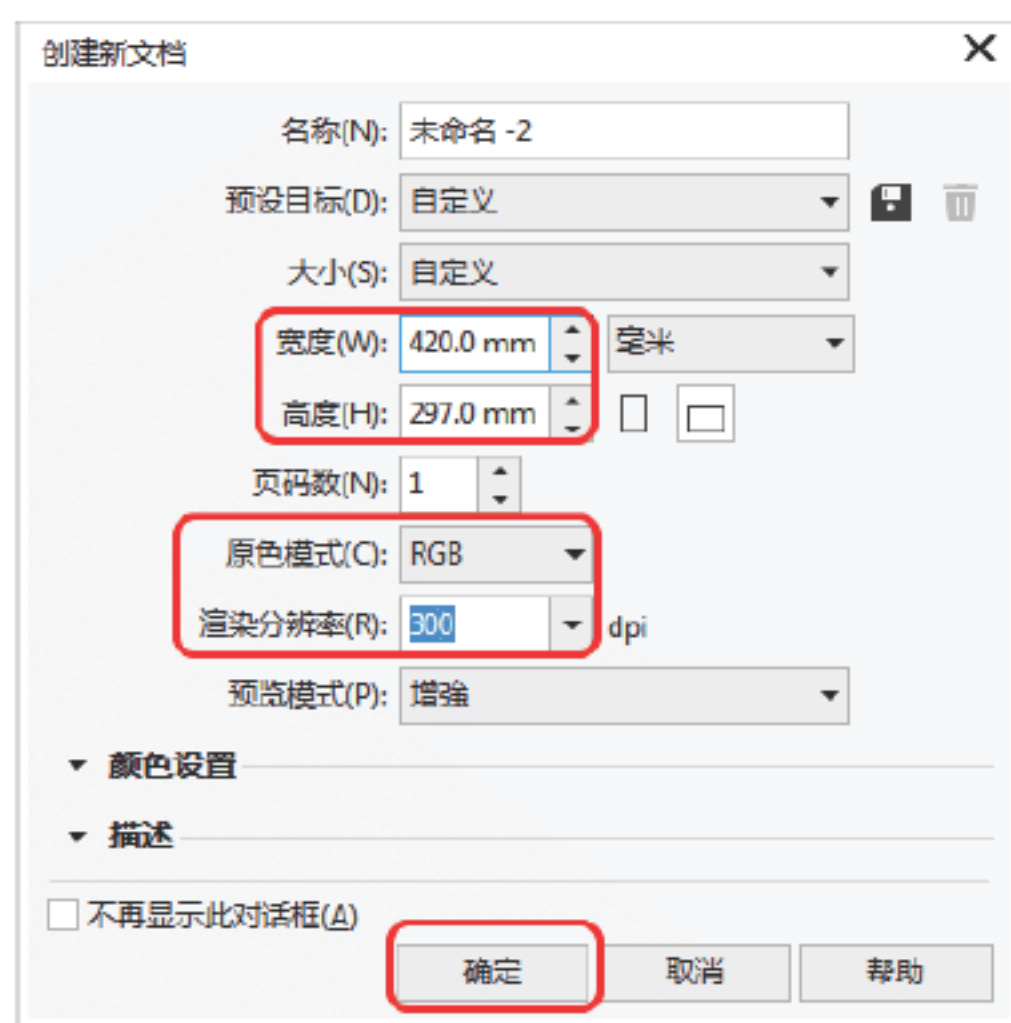 创建新文档
名称(N): 未命名 -2
预设目标(D): 自定义
大小(S): 自定义
宽度(W): 420.0 mm 毫米
高度(H): 297.0 mm
页码数(N): 1
原色模式(C): RGB
渲染分辨率(R): 300 dpi
预览模式(P): 增强
颜色设置
描述
不再显示此对话框(A)
确定 取消 帮助